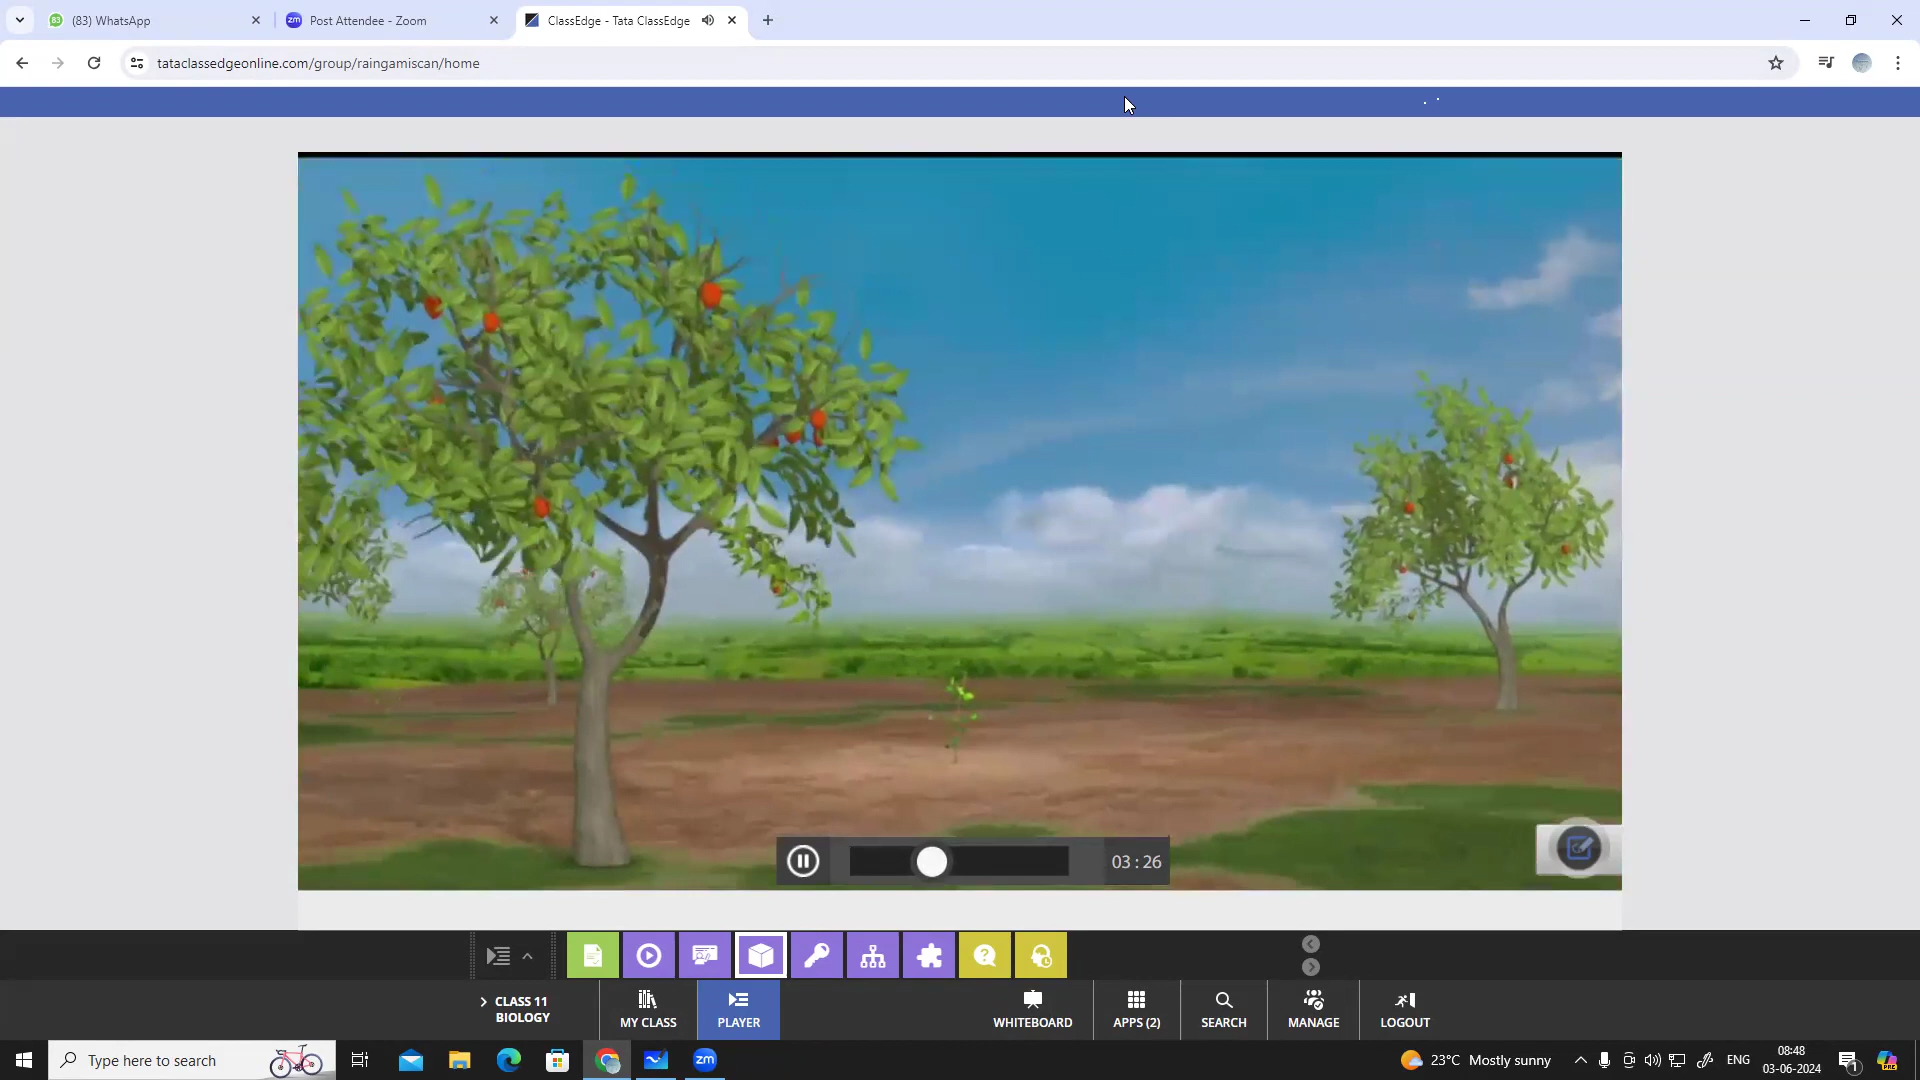 (83) WhatsApp
Post Attendee - Zoom
ClassEdge - Tata ClassEdge
tataclassedgeonline.com/group/raingamiscan/home
03 : 26
CLASS 11
BIOLOGY
MY CLASS
PLAYER
WHITEBOARD
APPS (2)
SEARCH
MANAGE
LOGOUT
Type here to search
zm
23°C Mostly sunny
ENG
08:48
03-06-2024
1